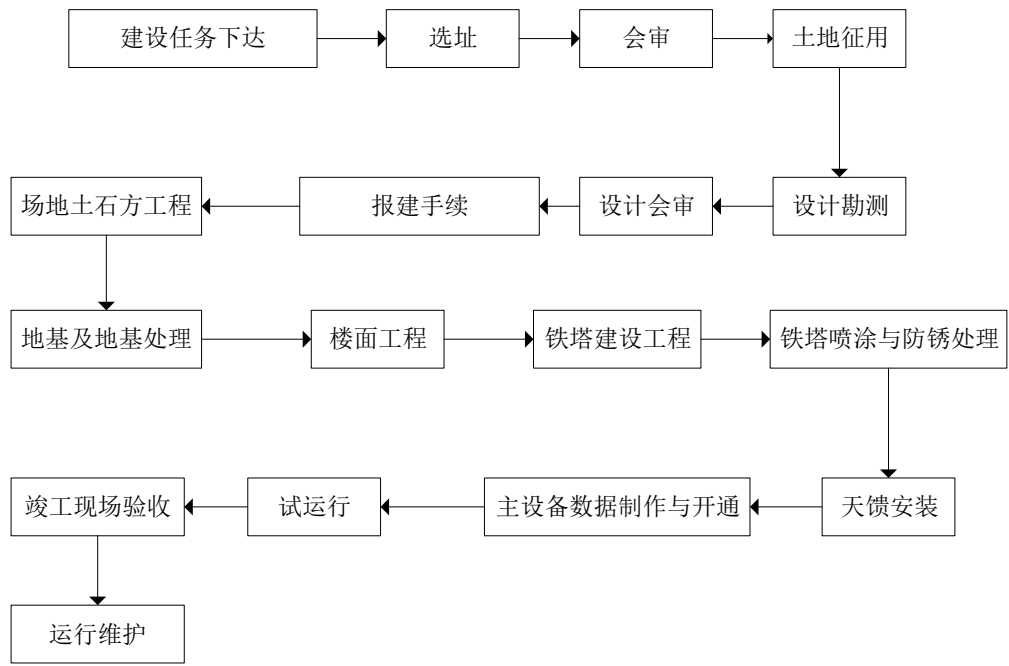 建设任务下达
选址
会审
土地征用
场地土石方工程
报建手续
设计会审
设计勘测
地基及地基处理
楼面工程
铁塔建设工程
铁塔喷涂与防锈处理
竣工现场验收
试运行
主设备数据制作与开通
天馈安装
运行维护